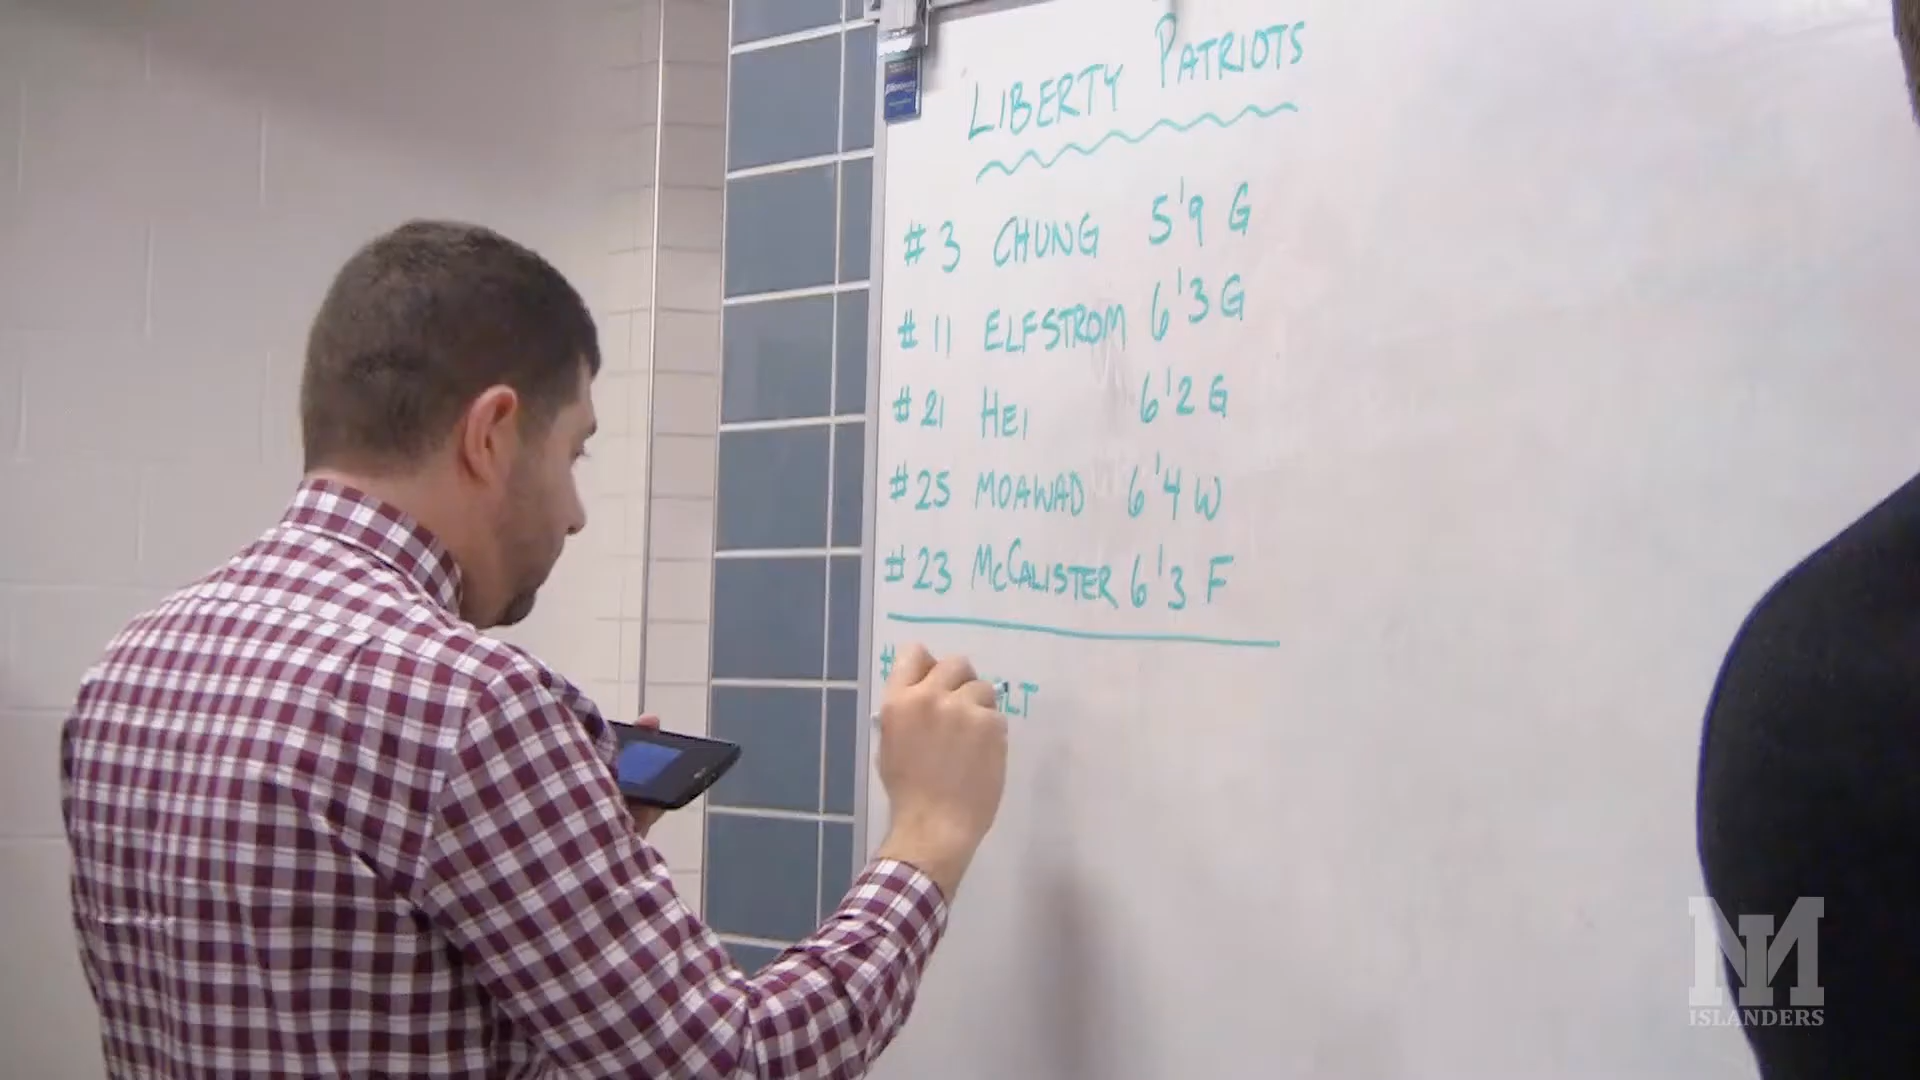 LIBERTY PATRIOTS
# 3 CHUNG 5'9 G
# 11 ELFSTROM 6'3 G
# 21 HEI 6'2 G
# 25 MOAWAD 6'4 W
# 23 McCALISTER 6'3 F
#
IM
ISLANDERS